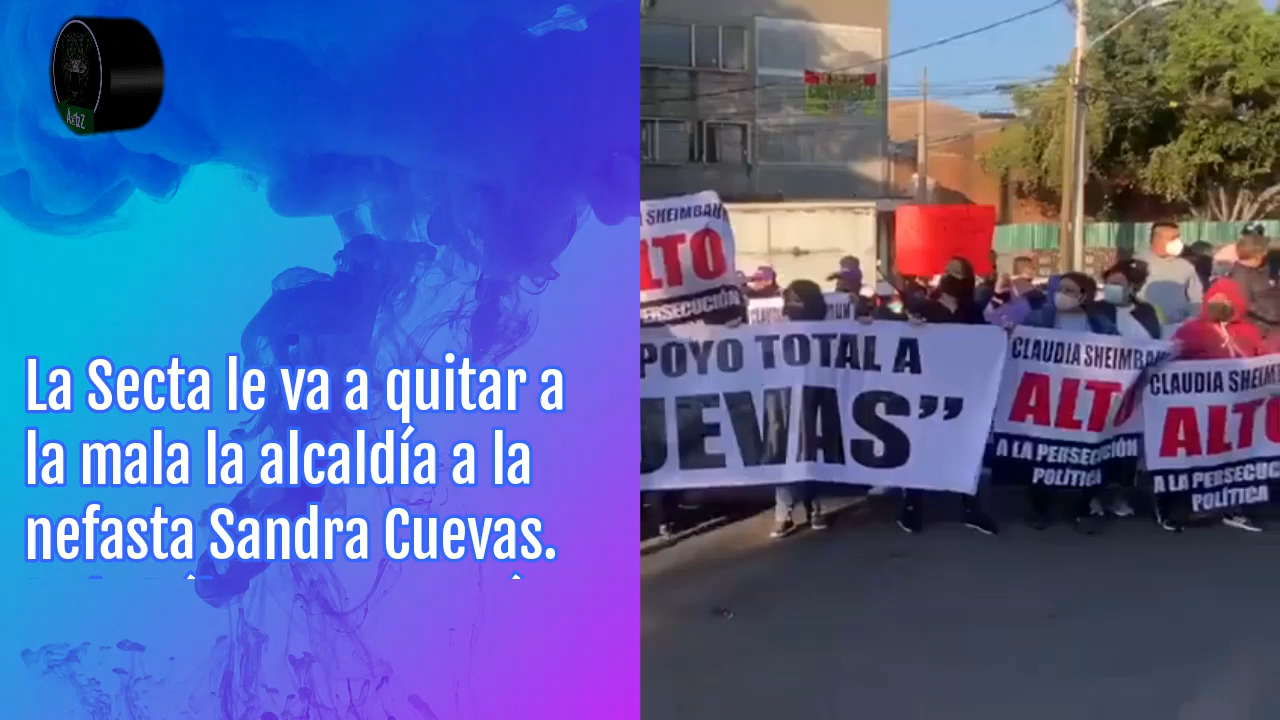 La Secta le va a quitar a
la mala la alcaldía a la
nefasta Sandra Cuevas.
SHEIMBAUM
ALTO
PERSECUCIÓN
POYO TOTAL A
UEVAS”
CLAUDIA SHEIMBA
ALTO
A LA PERSECUCIÓN
POLÍTICA
CLAUDIA SHEIM
ALTO
A LA PERSECUC
POLÍTICA